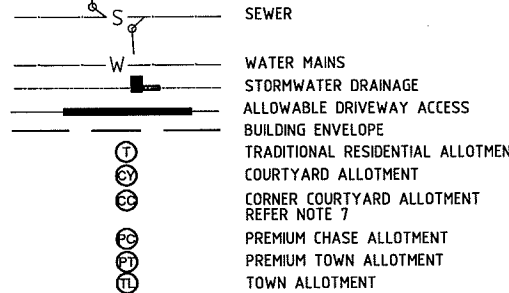 S SEWER
W WATER MAINS
STORMWATER DRAINAGE
ALLOWABLE DRIVEWAY ACCESS
BUILDING ENVELOPE
T TRADITIONAL RESIDENTIAL ALLOTMEN
CY COURTYARD ALLOTMENT
CC CORNER COURTYARD ALLOTMENT
REFER NOTE 7
PC PREMIUM CHASE ALLOTMENT
PT PREMIUM TOWN ALLOTMENT
TL TOWN ALLOTMENT